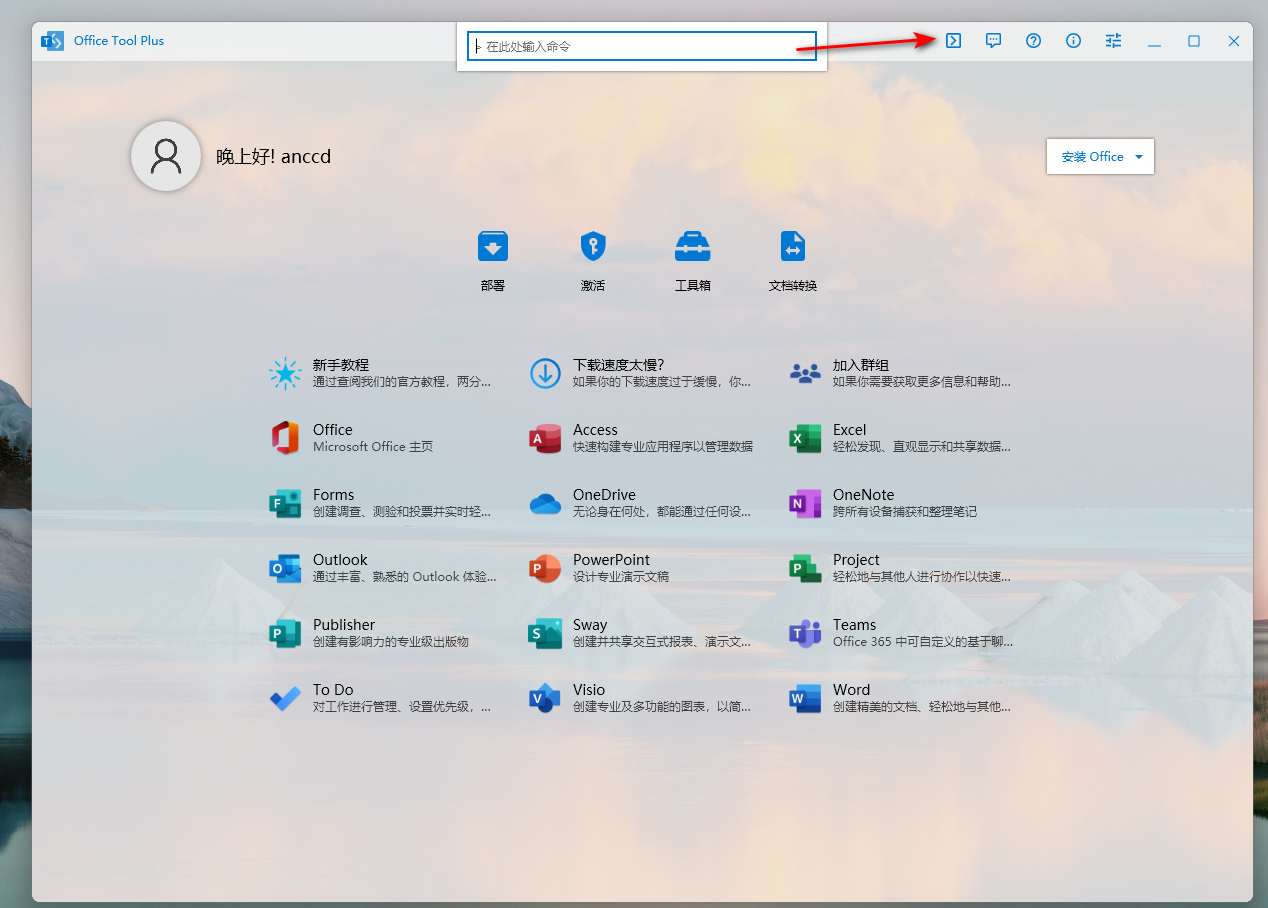 Office Tool Plus
> 在此处输入命令
晚上好! anccd
安装 Office
部署
激活
工具箱
文档转换
新手教程
通过查阅我们的官方教程，两分...
下载速度太慢?
如果你的下载速度过于缓慢，你...
加入群组
如果你需要获取更多信息和帮助...
Office
Microsoft Office 主页
Access
快速构建专业应用程序以管理数据
Excel
轻松发现、直观显示和共享数据...
Forms
创建调查、测验和投票并实时轻...
OneDrive
无论身在何处，都能通过任何设...
OneNote
跨所有设备捕获和整理笔记
Outlook
通过丰富、熟悉的 Outlook 体验...
PowerPoint
设计专业演示文稿
Project
轻松地与其他人进行协作以快速...
Publisher
创建有影响力的专业级出版物
Sway
创建并共享交互式报表、演示文...
Teams
Office 365 中可自定义的基于聊...
To Do
对工作进行管理、设置优先级，...
Visio
创建专业及多功能的图表，以简...
Word
创建精美的文档、轻松地与其他...